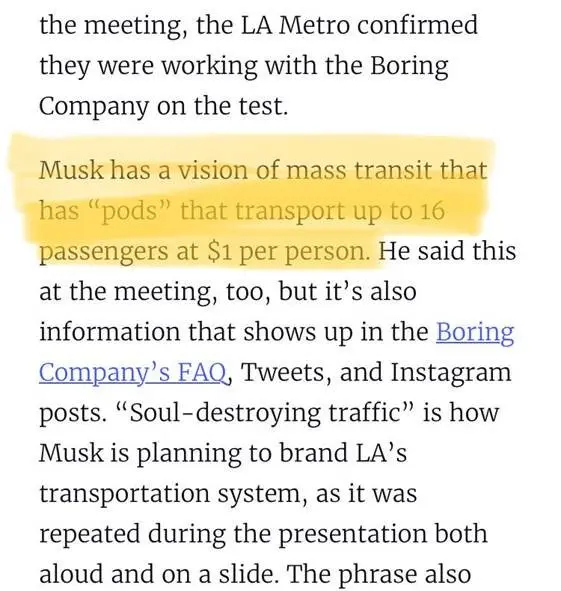 the meeting, the LA Metro confirmed
they were working with the Boring
Company on the test.
Musk has a vision of mass transit that
has “pods” that transport up to 16
passengers at $1 per person. He said this
at the meeting, too, but it’s also
information that shows up in the Boring
Company’s FAQ, Tweets, and Instagram
posts. “Soul-destroying traffic” is how
Musk is planning to brand LA’s
transportation system, as it was
repeated during the presentation both
aloud and on a slide. The phrase also